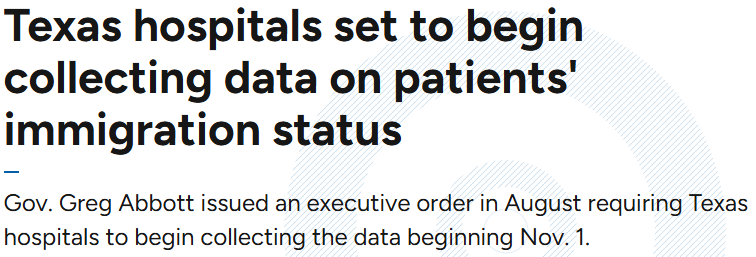 Texas hospitals set to begin
collecting data on patients'
immigration status
Gov. Greg Abbott issued an executive order in August requiring Texas
hospitals to begin collecting the data beginning Nov. 1.